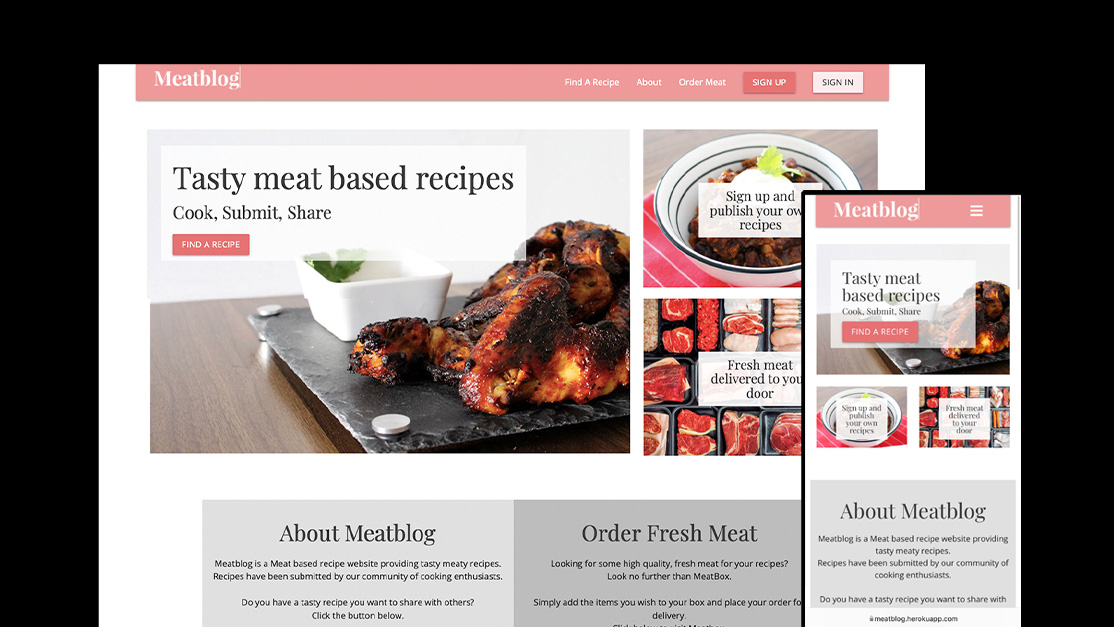 Meatblog
Find A Recipe
About
Order Meat
SIGN UP
SIGN IN
Tasty meat based recipes
Cook, Submit, Share
FIND A RECIPE
Sign up and
publish your
recipes
Fresh meat
delivered to
door
About Meatblog
Meatblog is a Meat based recipe website providing tasty meaty recipes.
Recipes have been submitted by our community of cooking enthusiasts.
Do you have a tasty recipe you want to share with others?
Click the button below.
Order Fresh Meat
Looking for some high quality, fresh meat for your recipes?
Look no further than MeatBox.
Simply add the items you wish to your box and place your order
delivery
Meatblog
Tasty meat
based recipes
Cook, Submit, Share
FIND A RECIPE
Sign up and
publish
your own
recipes
Fresh meat
delivered
to your
door
About Meatblog
Meatblog is a Meat based recipe website providing
tasty meaty recipes.
Recipes have been submitted by our community of
cooking enthusiasts.
Do you have a tasty recipe you want to share with
meatblog.herokuapp.com